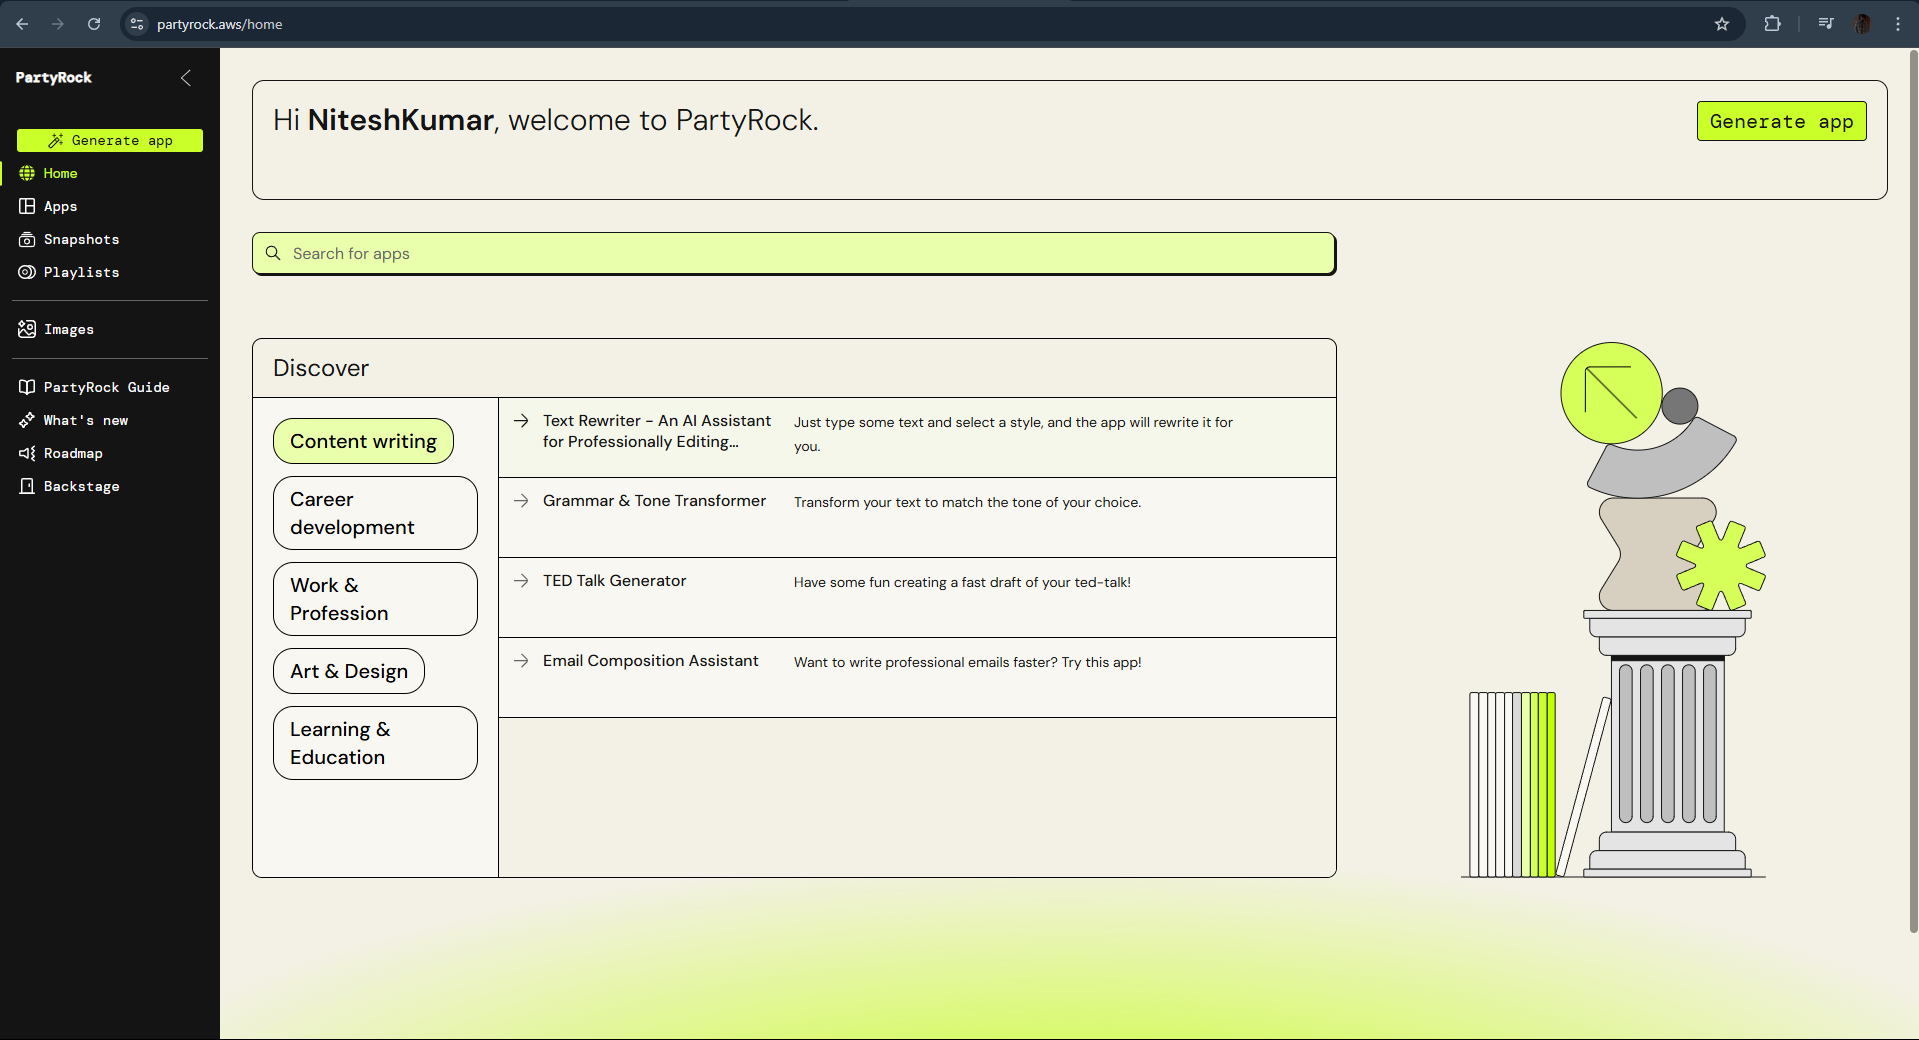 partyrock.aws/home
PartyRock
Generate app
Home
Apps
Snapshots
Playlists
Images
PartyRock Guide
What's new
Roadmap
Backstage
Hi NiteshKumar, welcome to PartyRock.
Generate app
Search for apps
Discover
Content writing
Career
development
Work &
Profession
Art & Design
Learning &
Education
Text Rewriter - An AI Assistant
for Professionally Editing...
Just type some text and select a style, and the app will rewrite it for
you.
Grammar & Tone Transformer
Transform your text to match the tone of your choice.
TED Talk Generator
Have some fun creating a fast draft of your ted-talk!
Email Composition Assistant
Want to write professional emails faster? Try this app!